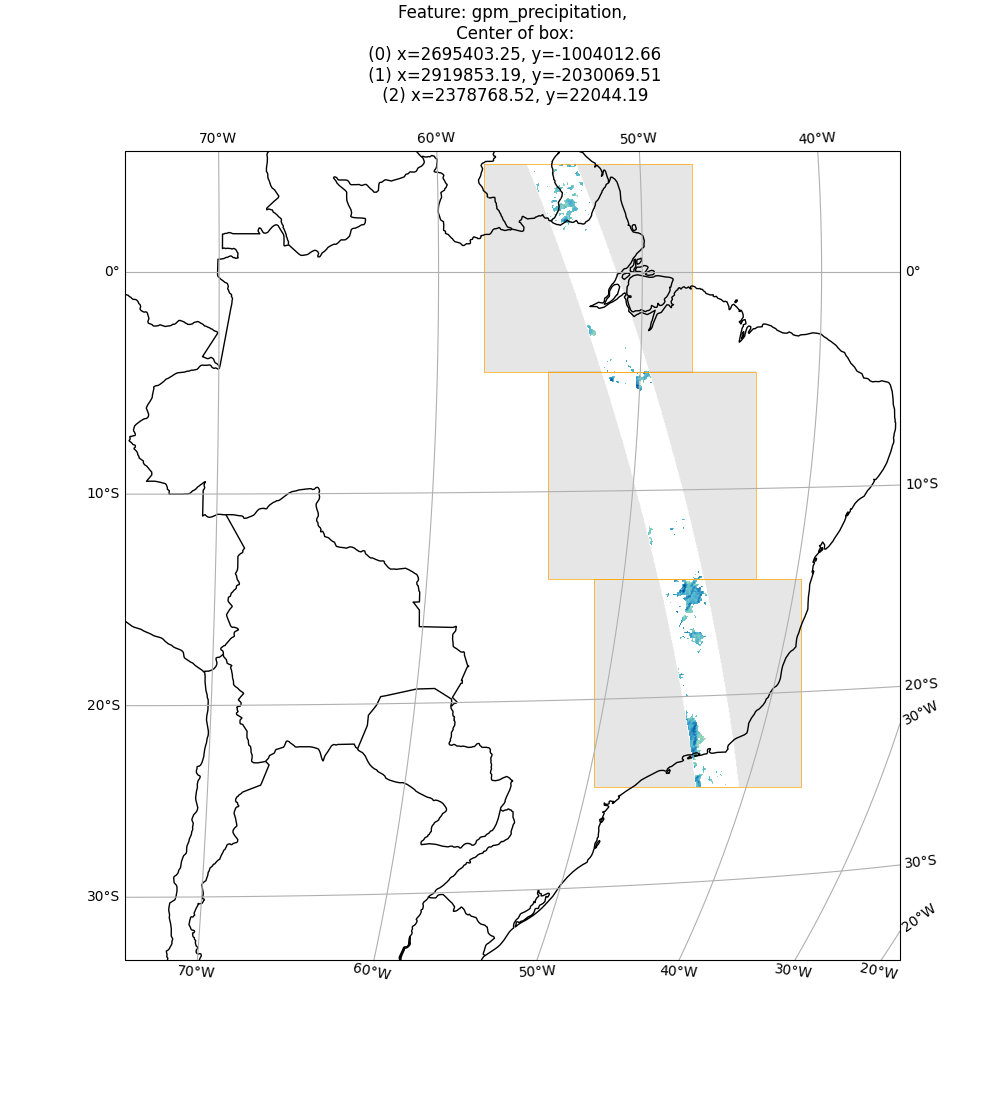 Feature: gpm_precipitation,
Center of box:
(0) x=2695403.25, y=-1004012.66
(1) x=2919853.19, y=-2030069.51
(2) x=2378768.52, y=22044.19
70°W 60°W 50°W 40°W
0° 0°
10°S 10°S
20°S 20°S
30°W
30°S 30°S
20°W
70°W 60°W 50°W 40°W 30°W 20°W